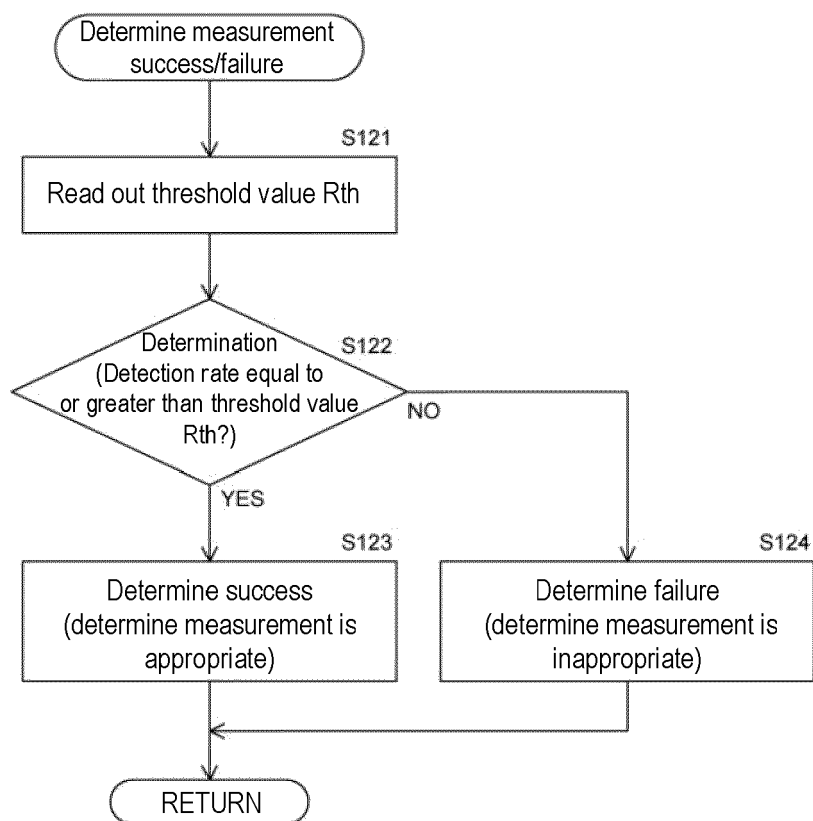 Determine measurement
success/failure
S121
Read out threshold value Rth
S122
Determination
(Detection rate equal to
or greater than threshold value
Rth?)
NO
YES
S123
Determine success
(determine measurement is
appropriate)
S124
Determine failure
(determine measurement is
inappropriate)
RETURN